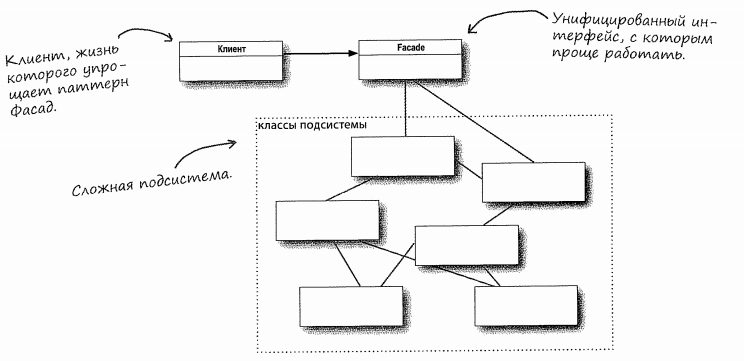 Клиент, жизнь
которого упро-
щает паттерн
Фасад.
Клиент
Facade
Унифицированный ин-
терфейс, с которым
проще работать.
классы подсистемы
Сложная подсистема.